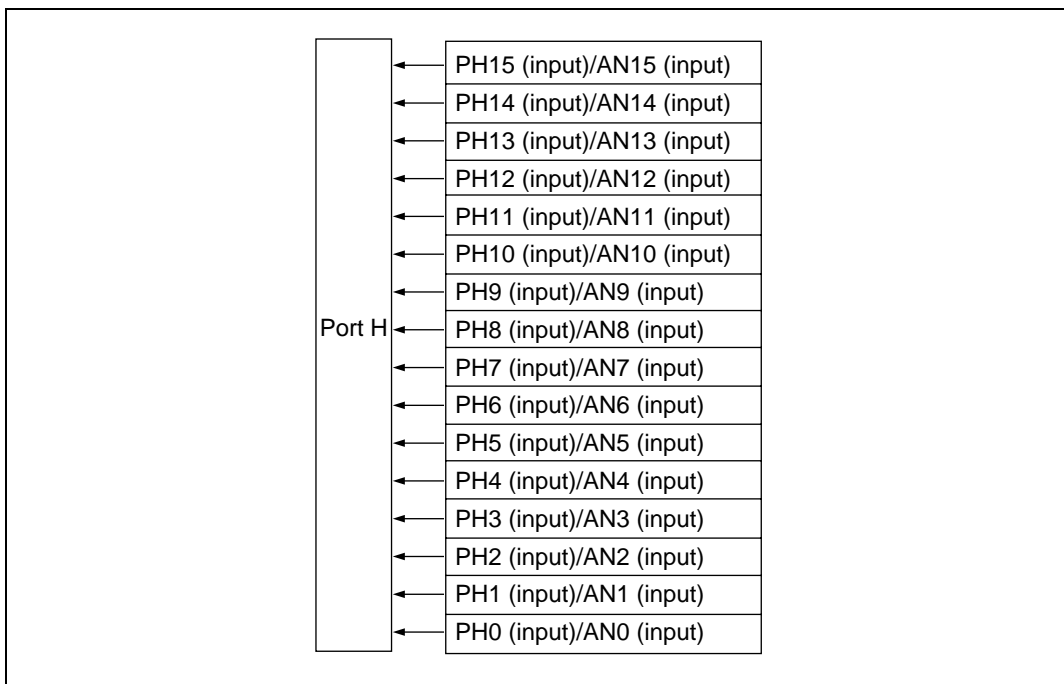 PH15 (input)/AN15 (input)
PH14 (input)/AN14 (input)
PH13 (input)/AN13 (input)
PH12 (input)/AN12 (input)
PH11 (input)/AN11 (input)
PH10 (input)/AN10 (input)
PH9 (input)/AN9 (input)
Port H
PH8 (input)/AN8 (input)
PH7 (input)/AN7 (input)
PH6 (input)/AN6 (input)
PH5 (input)/AN5 (input)
PH4 (input)/AN4 (input)
PH3 (input)/AN3 (input)
PH2 (input)/AN2 (input)
PH1 (input)/AN1 (input)
PH0 (input)/AN0 (input)